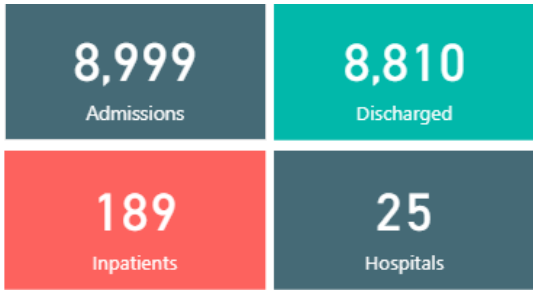 8,999
Admissions
8,810
Discharged
189
Inpatients
25
Hospitals